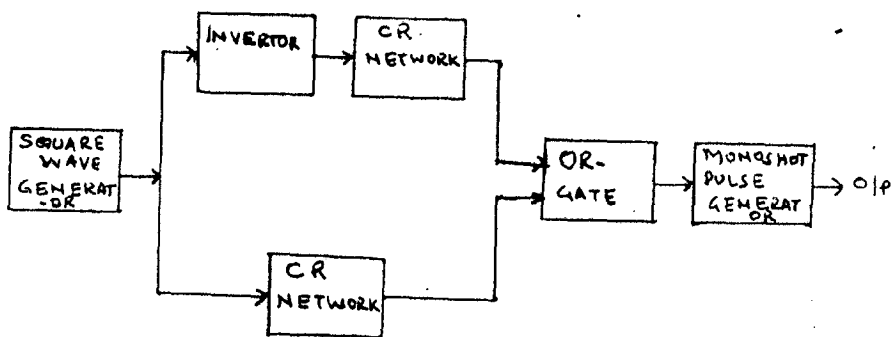 INVERTOR
CR
NETWORK
SQUARE
WAVE
GENERAT
-OR
OR-
GATE
MONOSHOT
PULSE
GENERAT
OR
O/P
CR
NETWORK